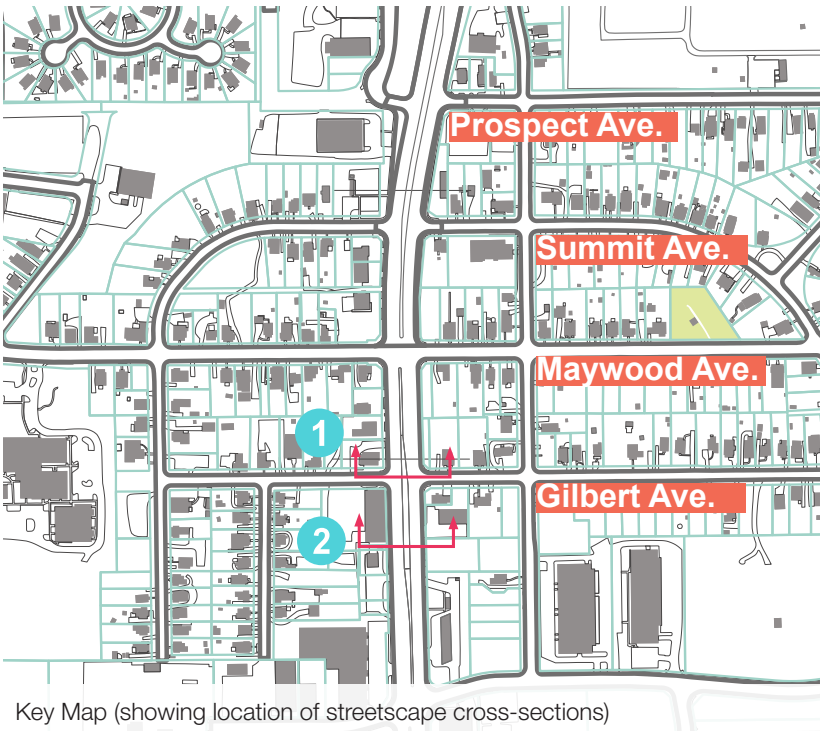 Prospect Ave.
Summit Ave.
Maywood Ave.
1
Gilbert Ave.
2
Key Map (showing location of streetscape cross-sections)